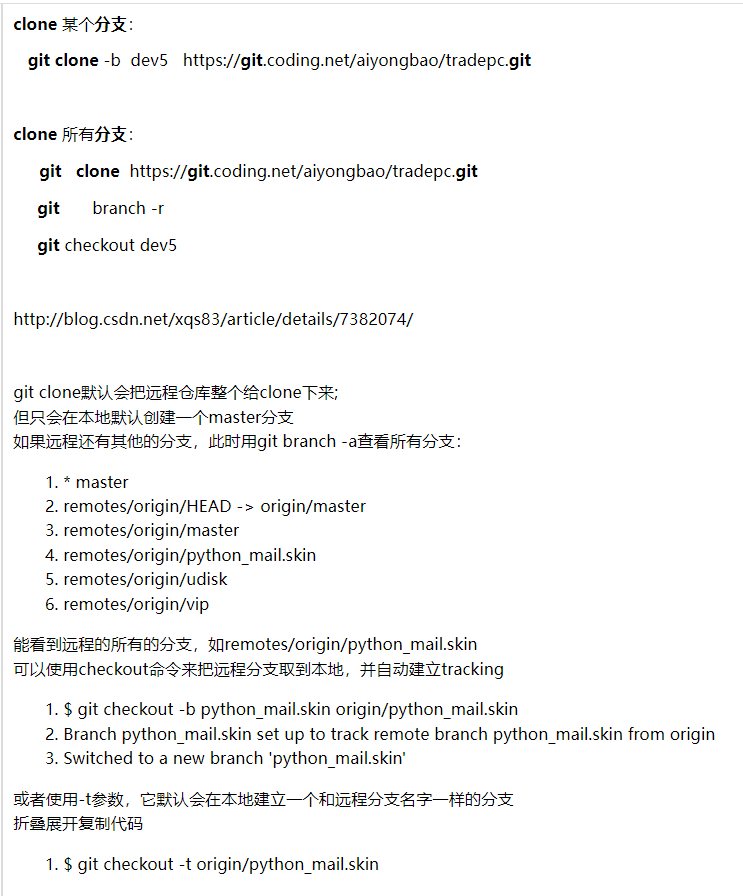 clone 某个分支：
git clone -b dev5 https://git.coding.net/aiyongbao/tradepc.git
clone 所有分支：
git clone https://git.coding.net/aiyongbao/tradepc.git
git branch -r
git checkout dev5
http://blog.csdn.net/xqs83/article/details/7382074/
git clone默认会把远程仓库整个给clone下来;
但只会在本地默认创建一个master分支
如果远程还有其他的分支，此时用git branch -a查看所有分支：
1. * master
2. remotes/origin/HEAD -> origin/master
3. remotes/origin/master
4. remotes/origin/python_mail.skin
5. remotes/origin/udisk
6. remotes/origin/vip
能看到远程的所有的分支，如remotes/origin/python_mail.skin
可以使用checkout命令来把远程分支取到本地，并自动建立tracking
1. $ git checkout -b python_mail.skin origin/python_mail.skin
2. Branch python_mail.skin set up to track remote branch python_mail.skin from origin
3. Switched to a new branch 'python_mail.skin'
或者使用-t参数，它默认会在本地建立一个和远程分支名字一样的分支
折叠展开复制代码
1. $ git checkout -t origin/python_mail.skin